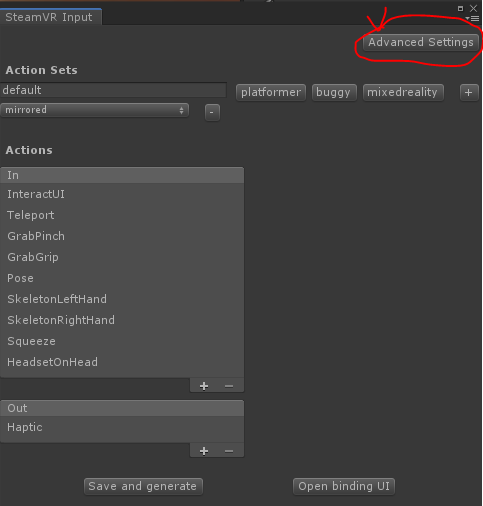 SteamVR Input
Advanced Settings
Action Sets
default platformer buggy mixedreality +
mirrored -
Actions
In
InteractUI
Teleport
GrabPinch
GrabGrip
Pose
SkeletonLeftHand
SkeletonRightHand
Squeeze
HeadsetOnHead
+ −
Out
Haptic
+ −
Save and generate Open binding UI